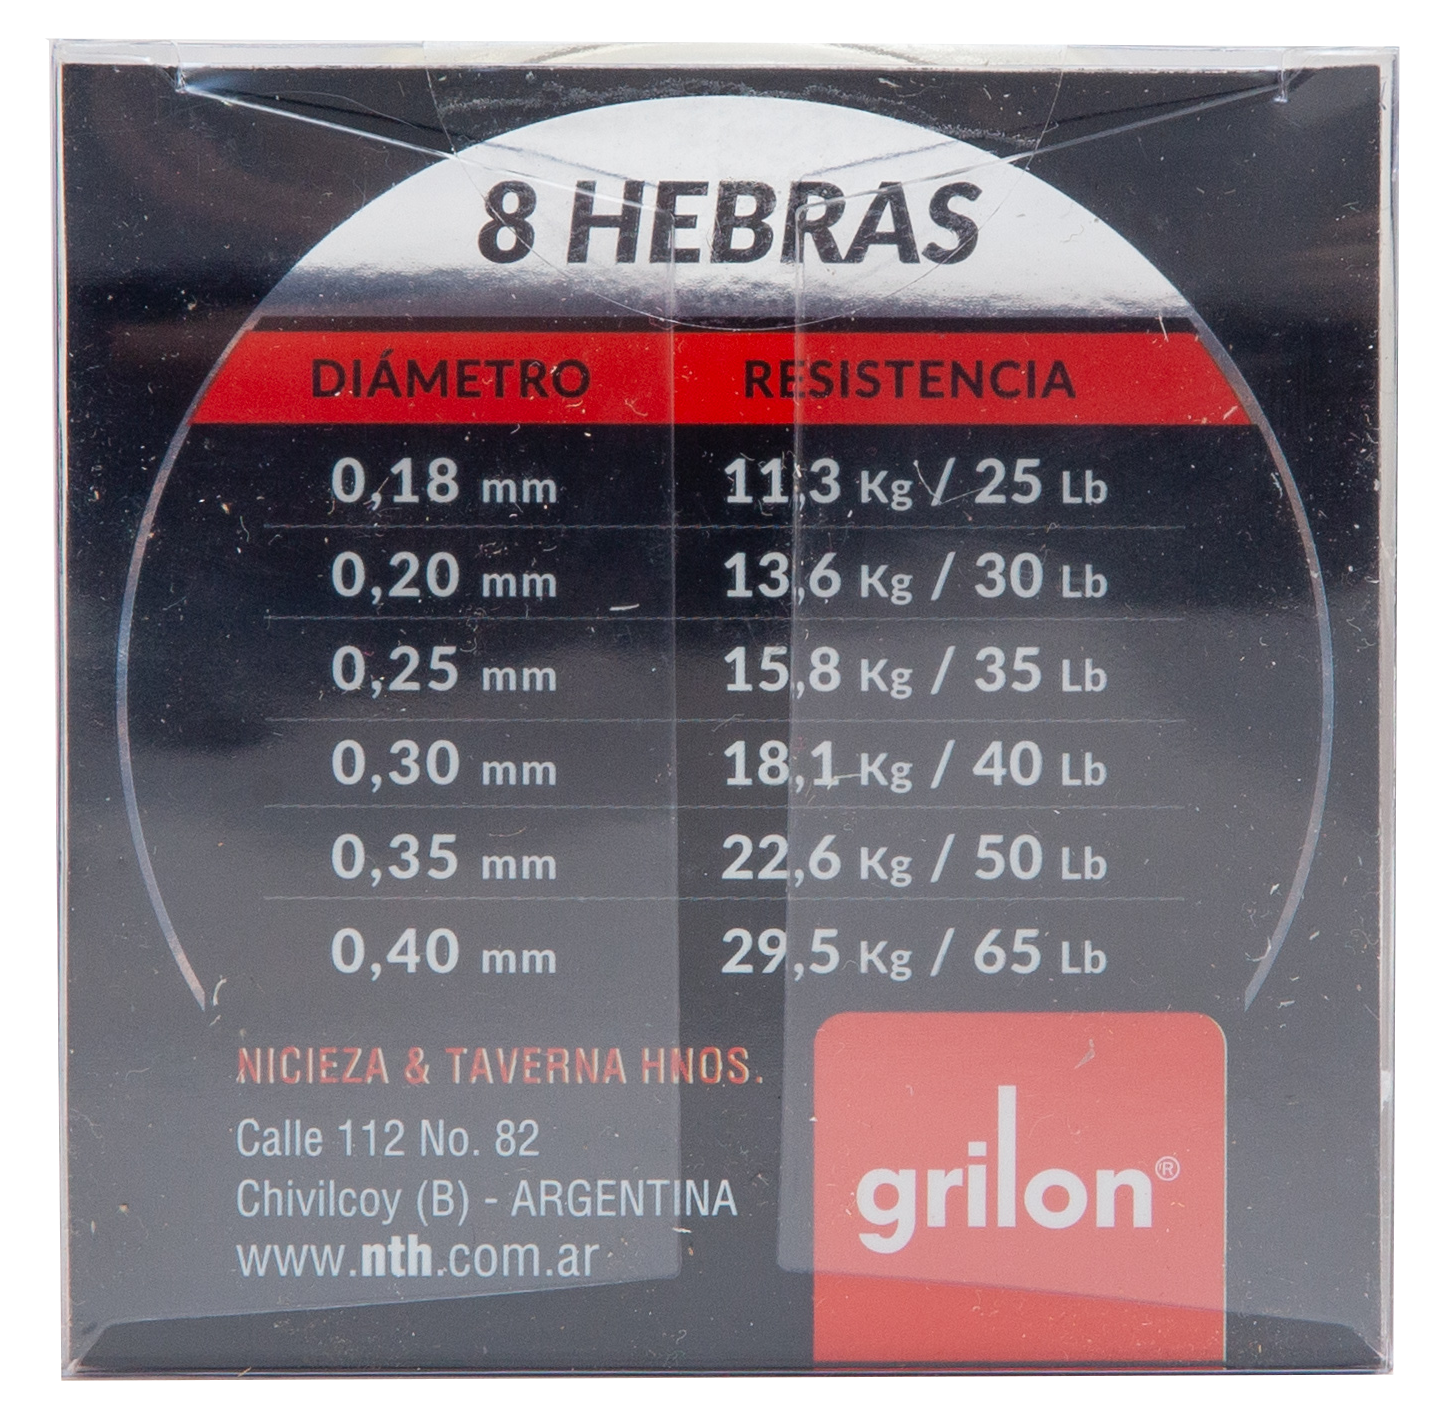 8 HEBRAS
DIÁMETRO RESISTENCIA
0,18 mm 11,3 Kg / 25 Lb
0,20 mm 13,6 Kg / 30 Lb
0,25 mm 15,8 Kg / 35 Lb
0,30 mm 18,1 Kg / 40 Lb
0,35 mm 22,6 Kg / 50 Lb
0,40 mm 29,5 Kg / 65 Lb
NICIEZA & TAVERNA HNOS.
Calle 112 No. 82
Chivilcoy (B) - ARGENTINA
www.nth.com.ar
grilon®